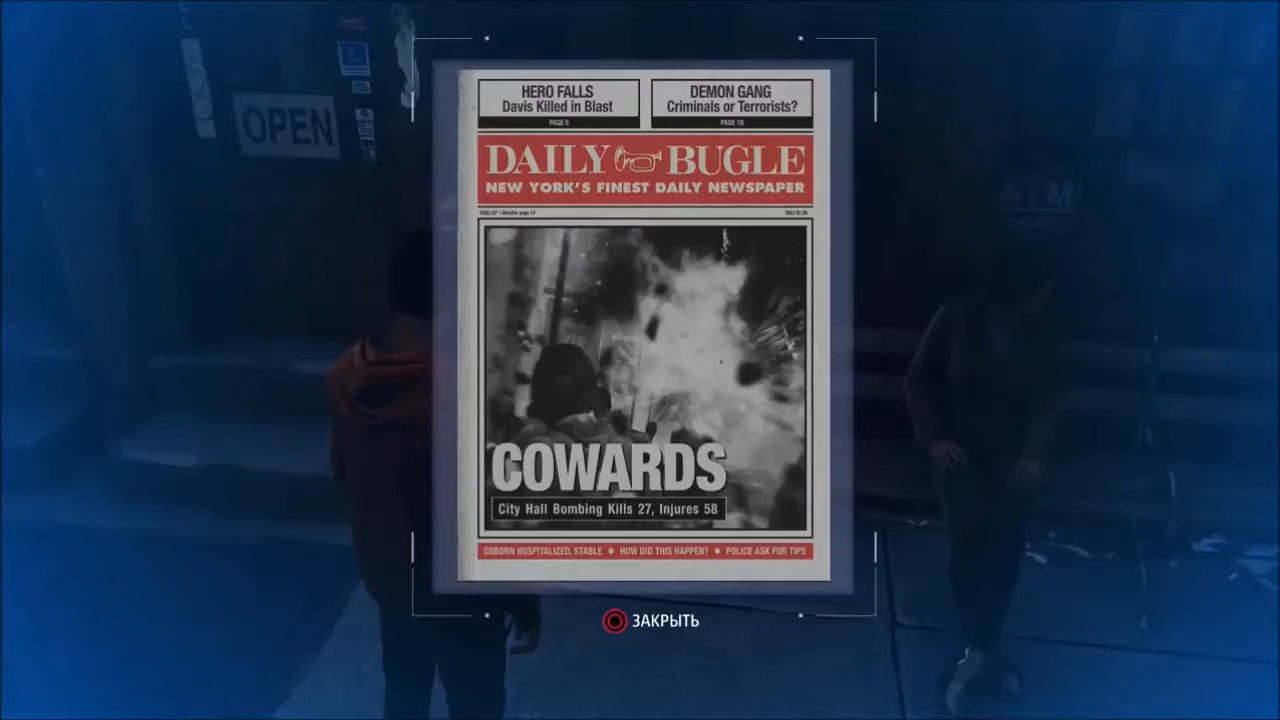 OPEN
HERO FALLS
Davis Killed in Blast
PAGE 5
DEMON GANG
Criminals or Terrorists?
PAGE 10
DAILY BUGLE
NEW YORK'S FINEST DAILY NEWSPAPER
ATM
COWARDS
City Hall Bombing Kills 27, Injures 58
OSBORN HOSPITALIZED, STABLE • HOW DID THIS HAPPEN? • POLICE ASK FOR TIPS
ЗАКРЫТЬ